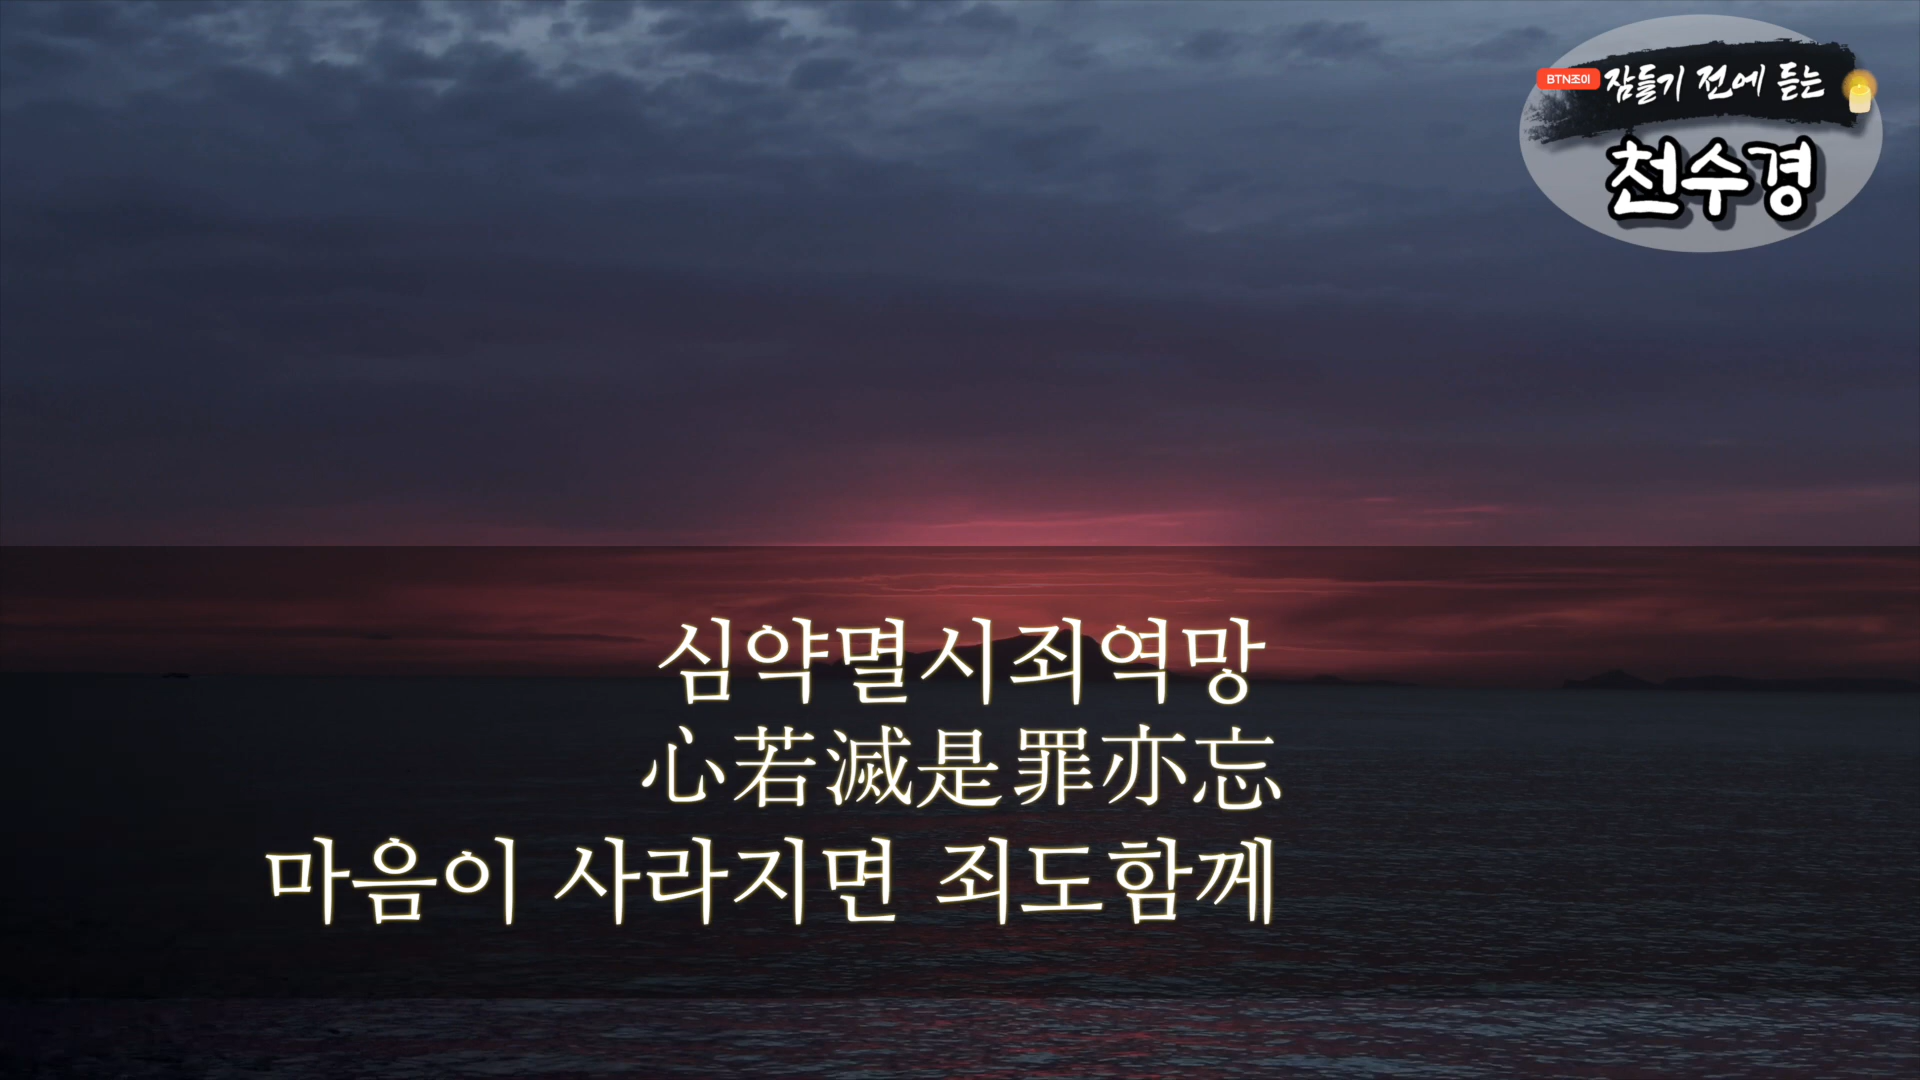 BTN조이 잠들기 전에 듣는
천수경
심약멸시죄역망
心若滅是罪亦忘
마음이 사라지면 죄도함께